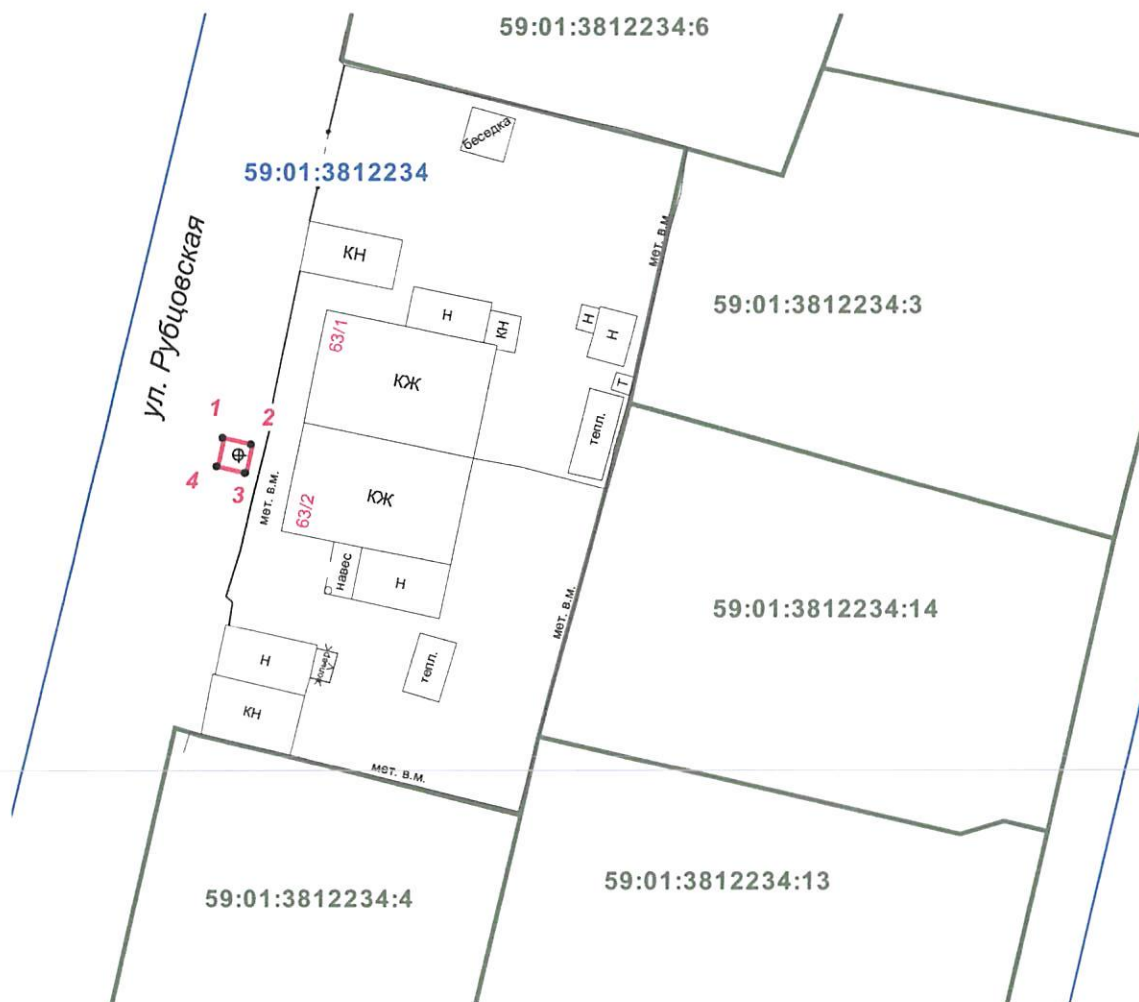 59:01:3812234:6
беседка
59:01:3812234
ул. Рубцовская
КН
мет. в.м.
59:01:3812234:3
Н
КН
Н
Н
63/1
КЖ
Т
тепл.
1
2
4
3
мет. в.м.
63/2
КЖ
навес
Н
мет. в.м.
59:01:3812234:14
Н
вольер
тепл.
КН
мет. в.м.
59:01:3812234:4
59:01:3812234:13